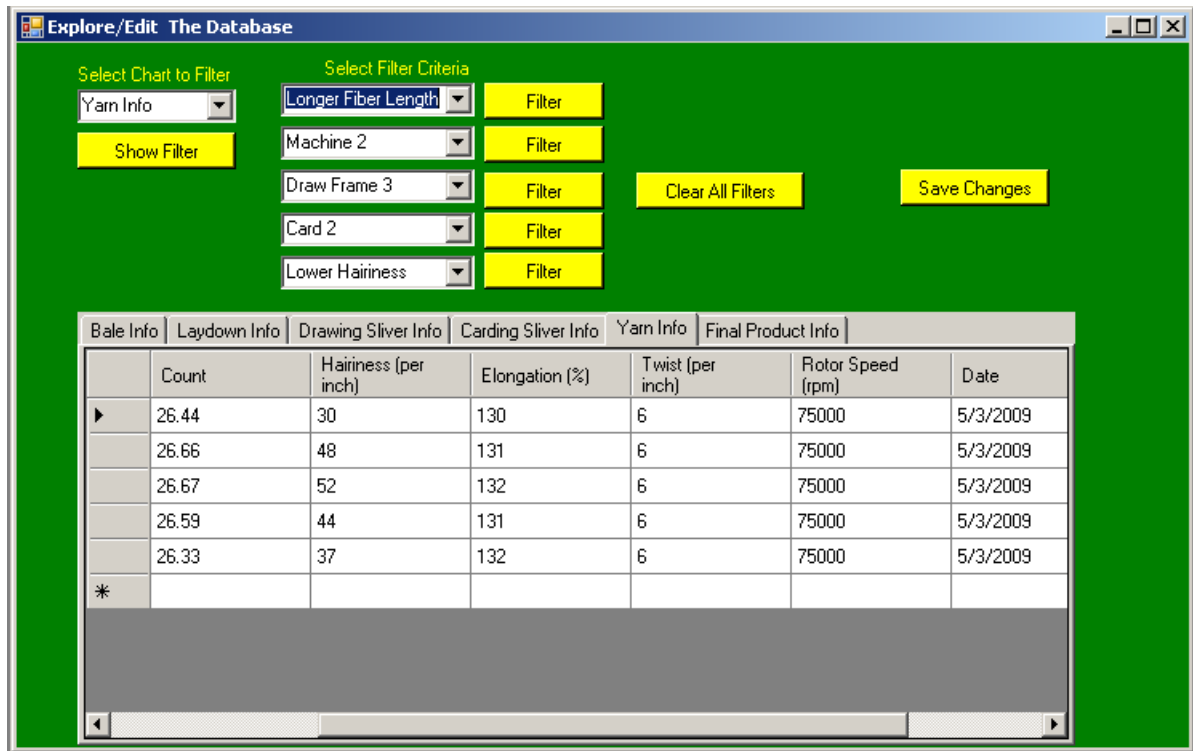 Explore/Edit The Database
Select Chart to Filter
Select Filter Criteria
Yarn Info
Longer Fiber Length
Filter
Show Filter
Machine 2
Filter
Draw Frame 3
Filter
Clear All Filters
Save Changes
Card 2
Filter
Lower Hairiness
Filter
Bale Info Laydown Info Drawing Sliver Info Carding Sliver Info Yarn Info Final Product Info
Count Hairiness (per inch) Elongation (%) Twist (per inch) Rotor Speed (rpm) Date
26.44 30 130 6 75000 5/3/2009
26.66 48 131 6 75000 5/3/2009
26.67 52 132 6 75000 5/3/2009
26.59 44 131 6 75000 5/3/2009
26.33 37 132 6 75000 5/3/2009